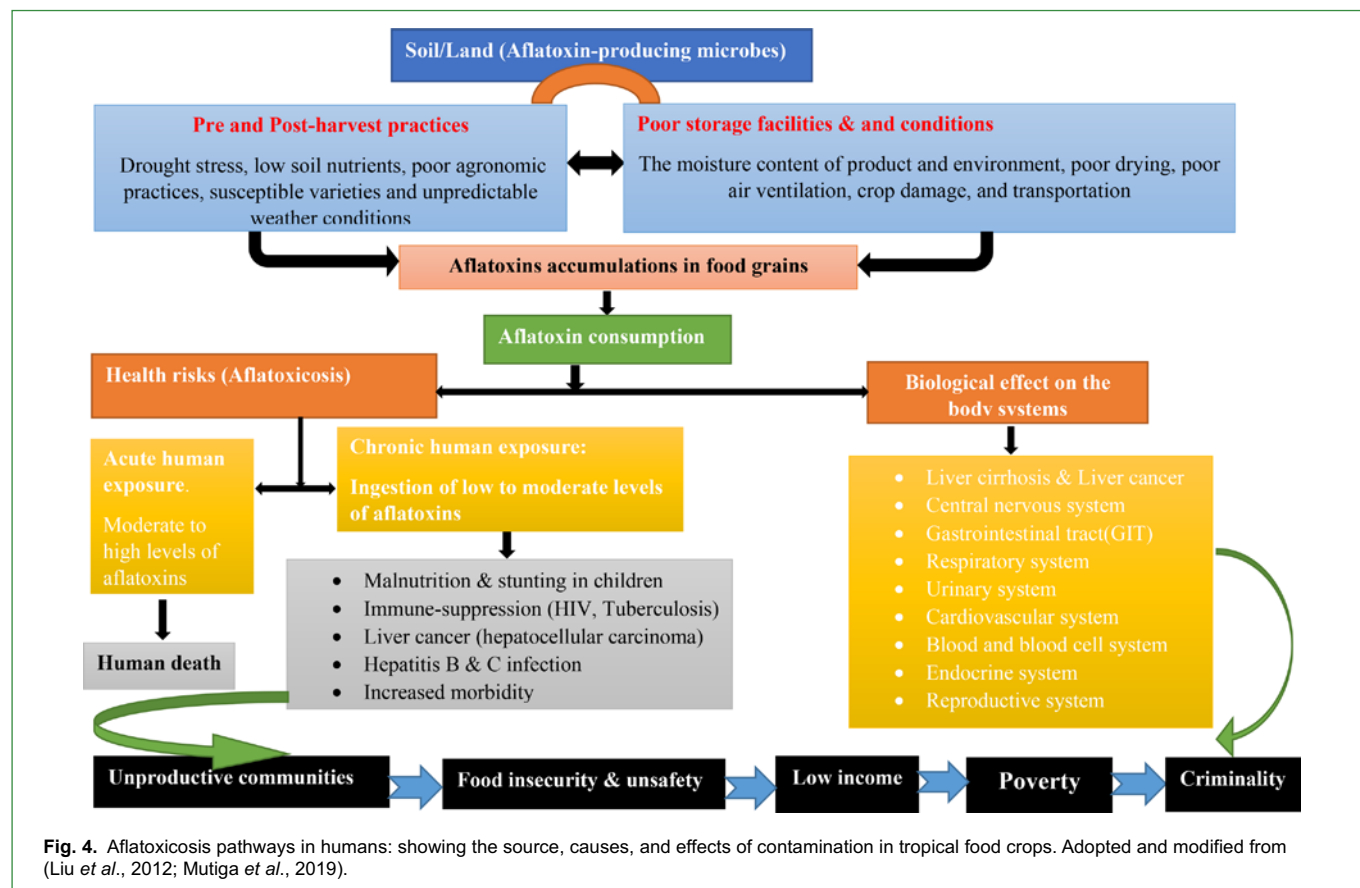 Soil/Land (Aflatoxin-producing microbes)
Pre and Post-harvest practices
Drought stress, low soil nutrients, poor agronomic
practices, susceptible varieties and unpredictable
weather conditions
Poor storage facilities & and conditions
The moisture content of product and environment, poor drying, poor
air ventilation, crop damage, and transportation
Aflatoxins accumulations in food grains
Aflatoxin consumption
Health risks (Aflatoxicosis)
Biological effect on the
body systems
Acute human
exposure.
Moderate to
high levels of
aflatoxins
Chronic human exposure:
Ingestion of low to moderate levels
of aflatoxins
• Liver cirrhosis & Liver cancer
• Central nervous system
• Gastrointestinal tract(GIT)
• Respiratory system
• Urinary system
• Cardiovascular system
• Blood and blood cell system
• Endocrine system
• Reproductive system
• Malnutrition & stunting in children
• Immune-suppression (HIV, Tuberculosis)
• Liver cancer (hepatocellular carcinoma)
• Hepatitis B & C infection
• Increased morbidity
Human death
Unproductive communities
Food insecurity & unsafety
Low income
Poverty
Criminality
Fig. 4. Aflatoxicosis pathways in humans: showing the source, causes, and effects of contamination in tropical food crops. Adopted and modified from
(Liu et al., 2012; Mutiga et al., 2019).